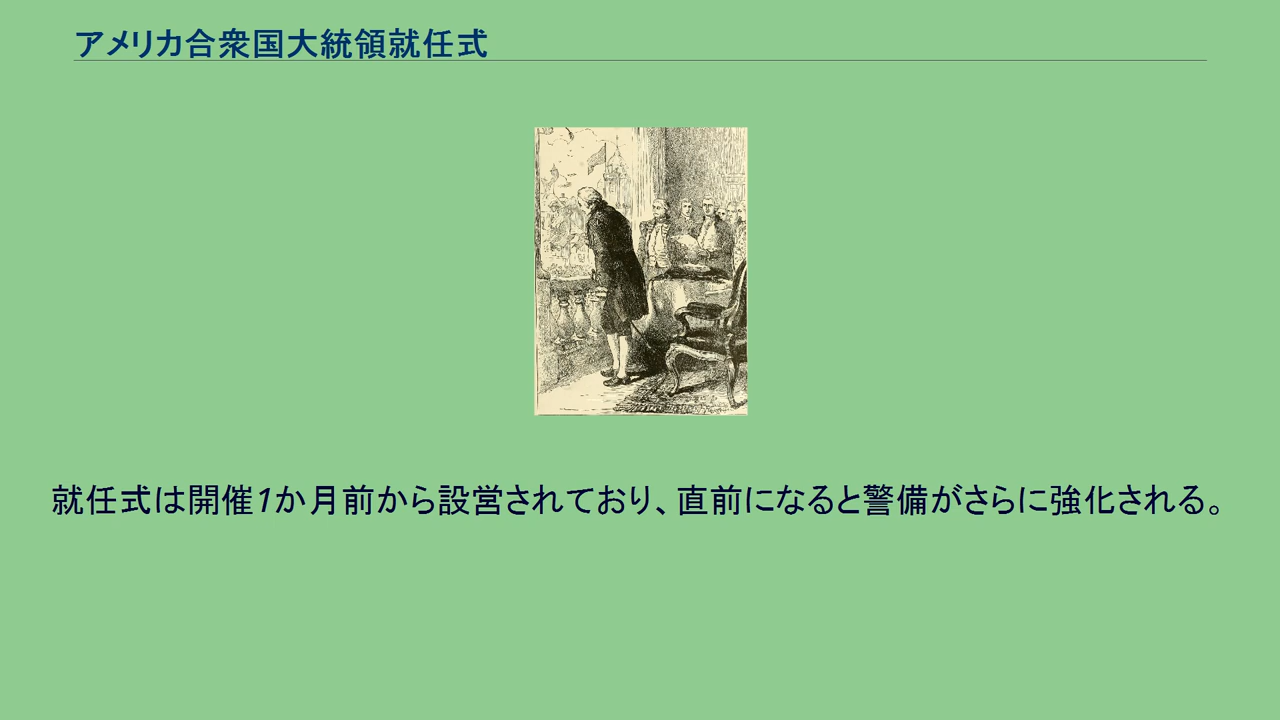 アメリカ合衆国大統領就任式
就任式は開催1か月前から設営されており、直前になると警備がさらに強化される。